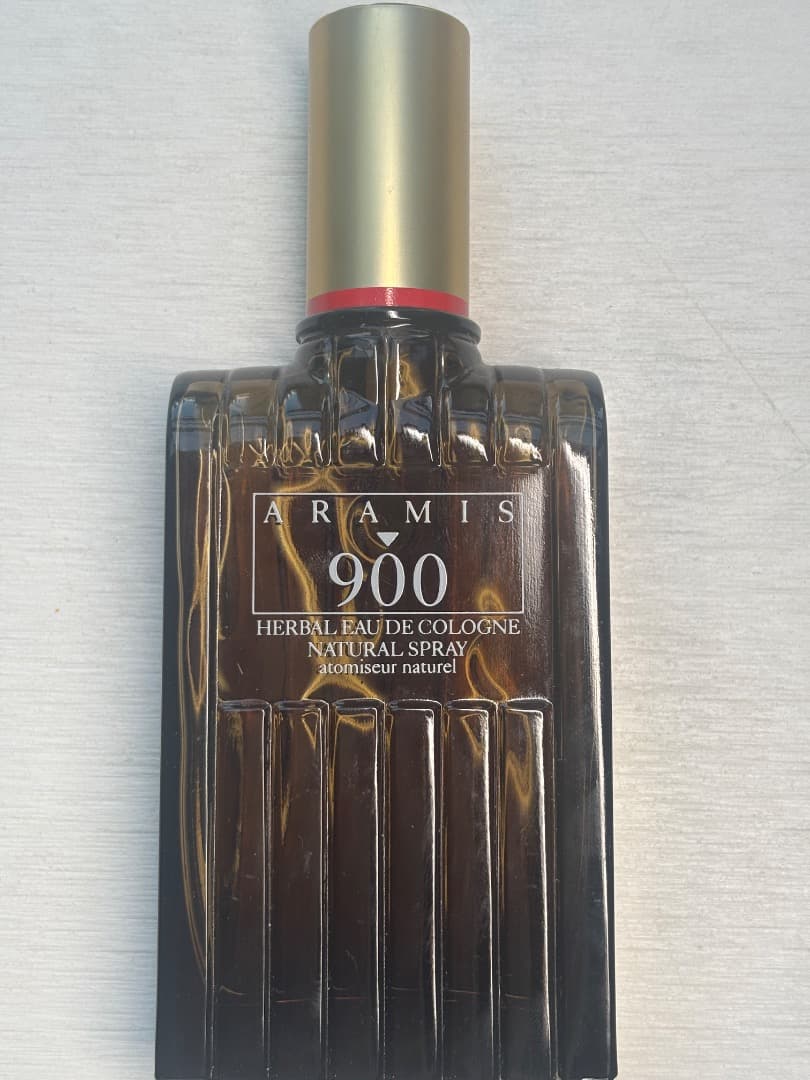 ARAMIS
900
HERBAL EAU DE COLOGNE
NATURAL SPRAY
atomiseur naturel